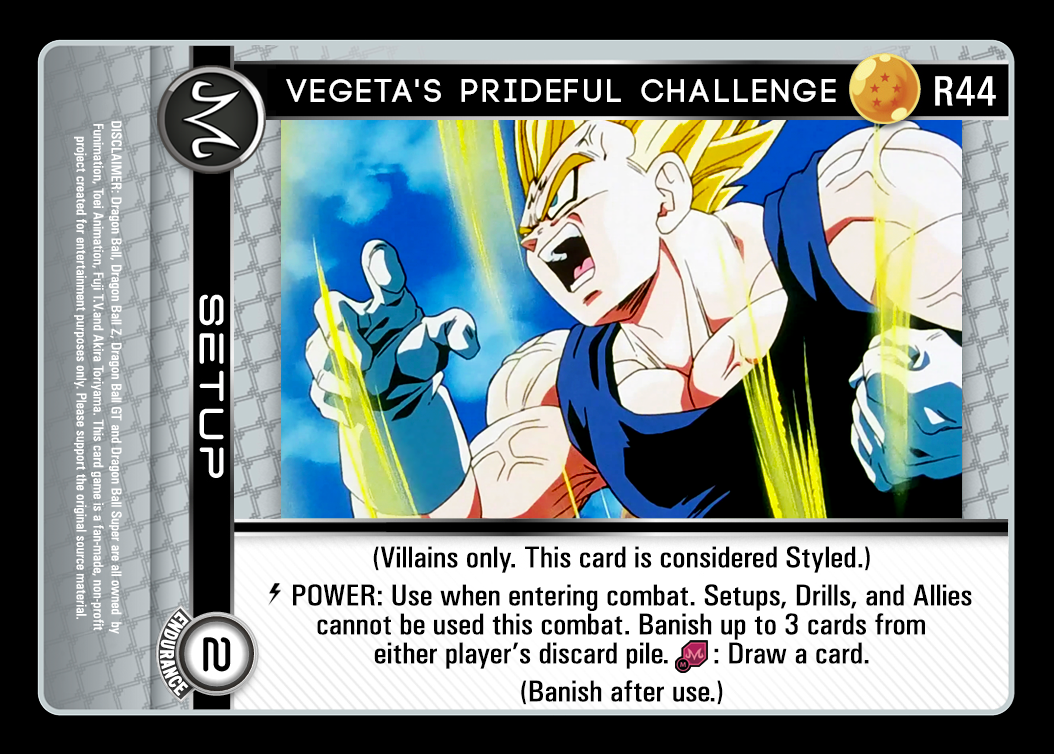 VEGETA'S PRIDEFUL CHALLENGE
R44
M
SETUP
DISCLAIMER: Dragon Ball, Dragon Ball Z, Dragon Ball GT and Dragon Ball Super are all owned by
Funimation, Toei Animation, Fuji T.V.and Akira Toriyama. This card game is a fan-made, non-profit
project created for entertainment purposes only. Please support the original source material.
(Villains only. This card is considered Styled.)
POWER: Use when entering combat. Setups, Drills, and Allies
cannot be used this combat. Banish up to 3 cards from
either player's discard pile. M M : Draw a card.
(Banish after use.)
ENDURANCE
2